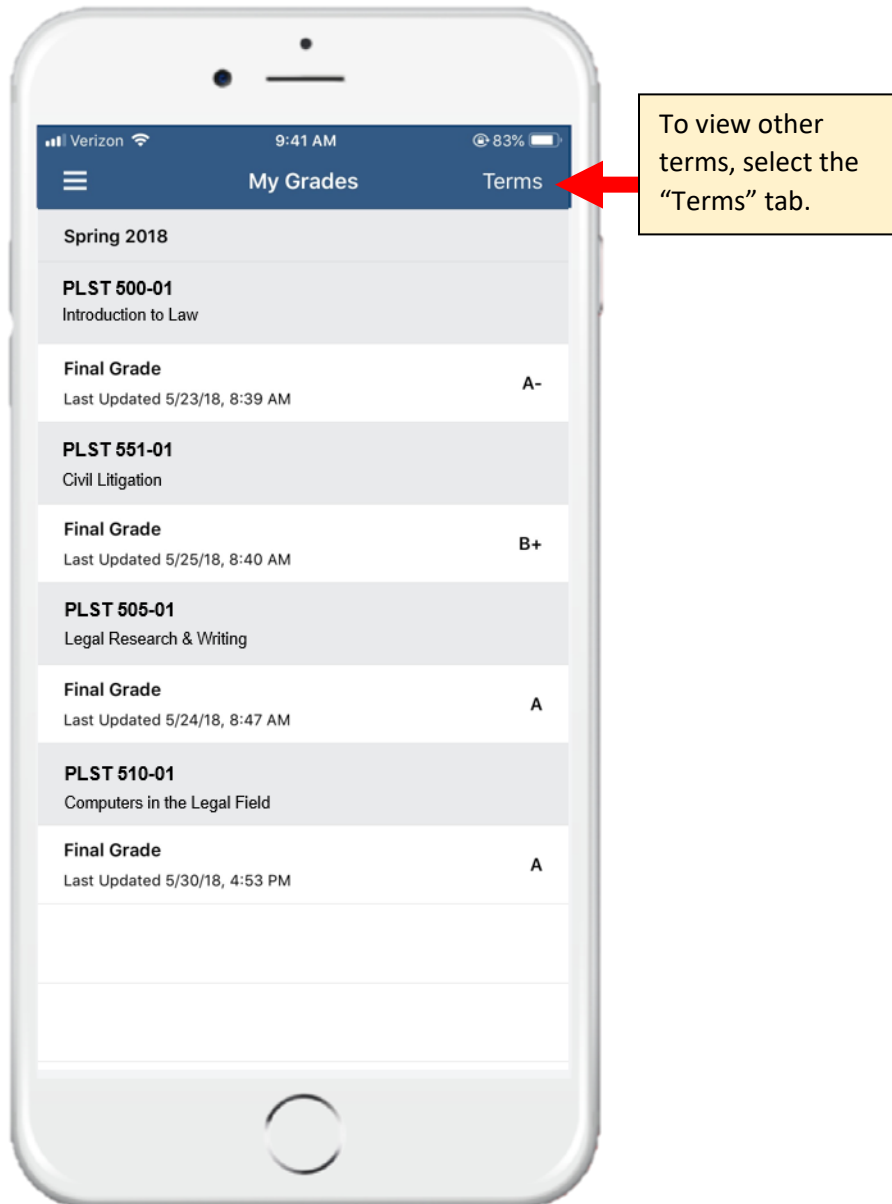 Verizon 9:41 AM 83%
My Grades Terms
To view other
terms, select the
“Terms” tab.
Spring 2018
PLST 500-01
Introduction to Law
Final Grade
A-
Last Updated 5/23/18, 8:39 AM
PLST 551-01
Civil Litigation
Final Grade
B+
Last Updated 5/25/18, 8:40 AM
PLST 505-01
Legal Research & Writing
Final Grade
A
Last Updated 5/24/18, 8:47 AM
PLST 510-01
Computers in the Legal Field
Final Grade
A
Last Updated 5/30/18, 4:53 PM